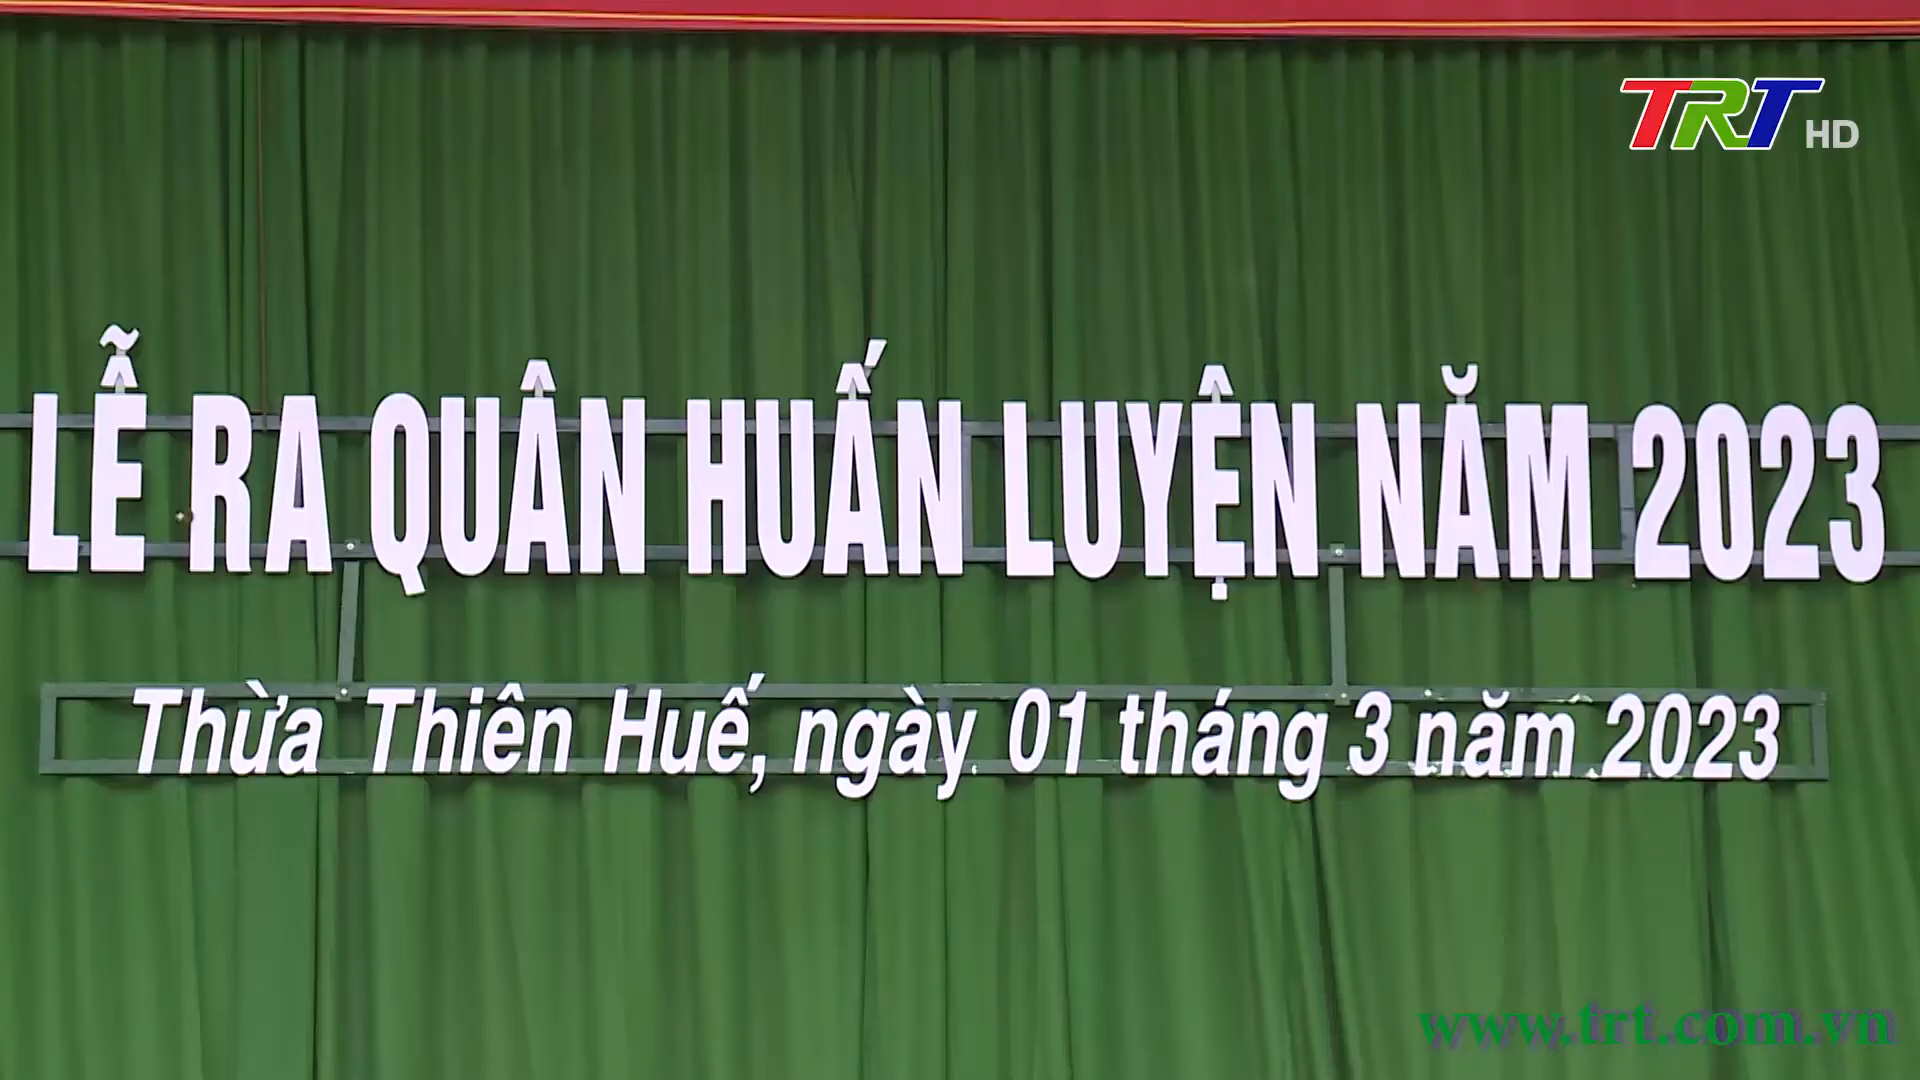 TRT HD
LỄ RA QUÂN HUẤN LUYỆN NĂM 2023
Thừa Thiên Huế, ngày 01 tháng 3 năm 2023
www.trt.com.vn